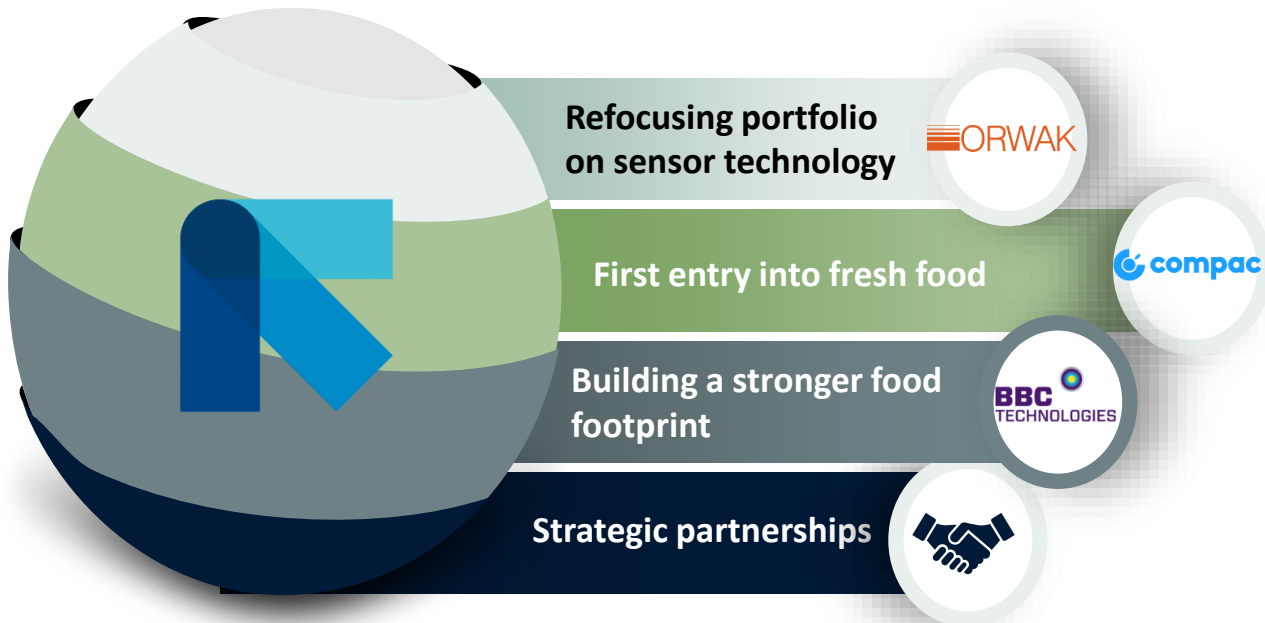 Refocusing portfolio
on sensor technology
ORWAK
First entry into fresh food
compac
Building a stronger food
footprint
BBC
TECHNOLOGIES
Strategic partnerships